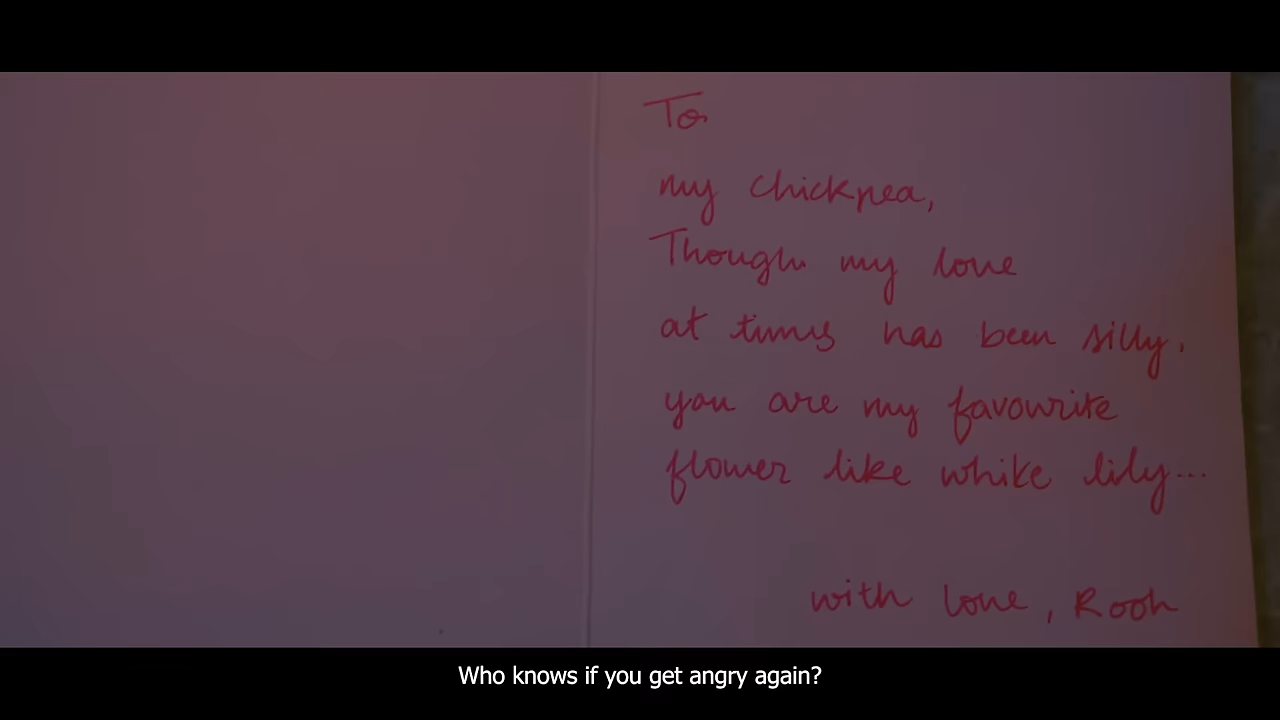 To
my chickpea,
Though my love
at times has been silly,
you are my favourite
flower like white lily...
with love, Rooh
Who knows if you get angry again?